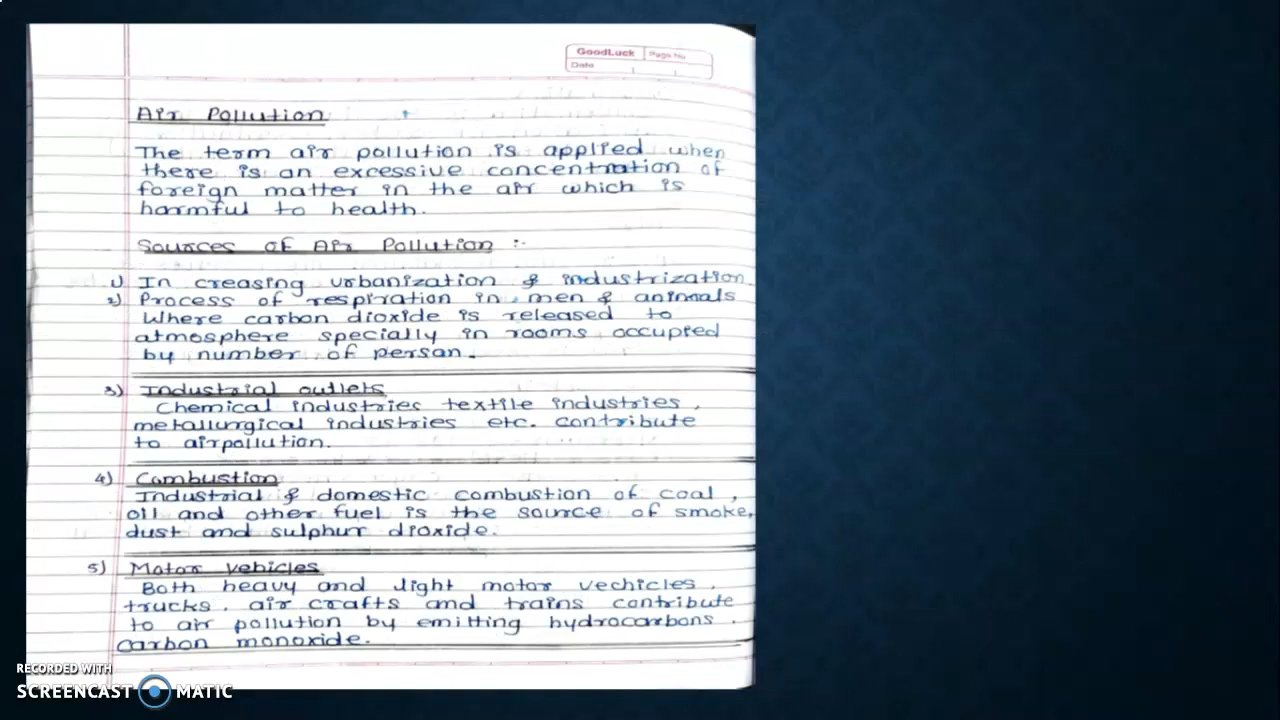 GoodLuck Page No
Date
Air Pollution
The term air pollution is applied when
there is an excessive concentration of
foreign matter in the air which is
harmful to health.
Sources of Air Pollution :-
1) In creasing urbanization & industrization
2) Process of respiration in men & animals
Where carbon dioxide is released to
atmosphere specially in rooms occupied
by number of persan.
3) Industrial outlets
Chemical industries textile industries,
metallurgical industries etc. contribute
to airpollution.
4) Combustion
Industrial & domestic combustion of coal,
oil and other fuel is the source of smoke,
dust and sulphur dioxide.
5) Motor vehicles
Both heavy and light motor vechicles,
trucks, air crafts and trains contribute
to air pollution by emitting hydrocarbons,
carbon monoxide.
RECORDED WITH
SCREENCAST MATIC